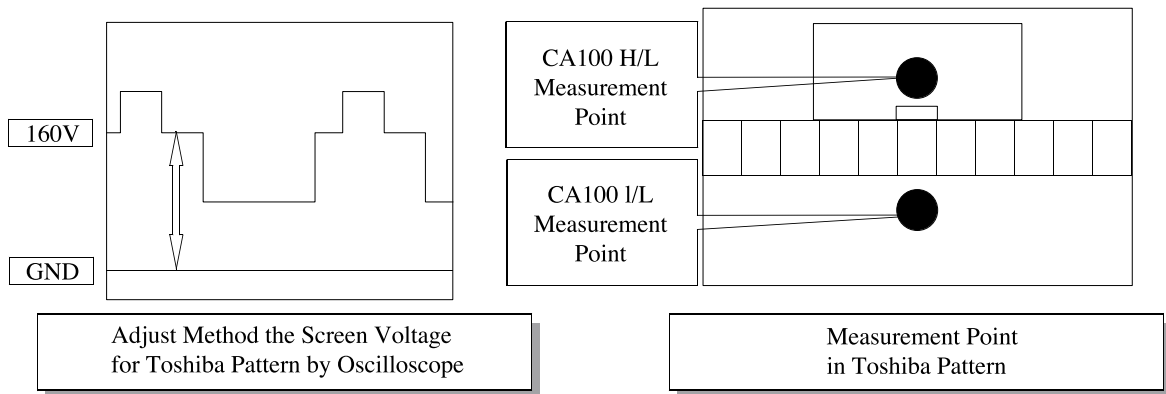 160V
GND
Adjust Method the Screen Voltage
for Toshiba Pattern by Oscilloscope
CA100 H/L
Measurement
Point
CA100 l/L
Measurement
Point
Measurement Point
in Toshiba Pattern